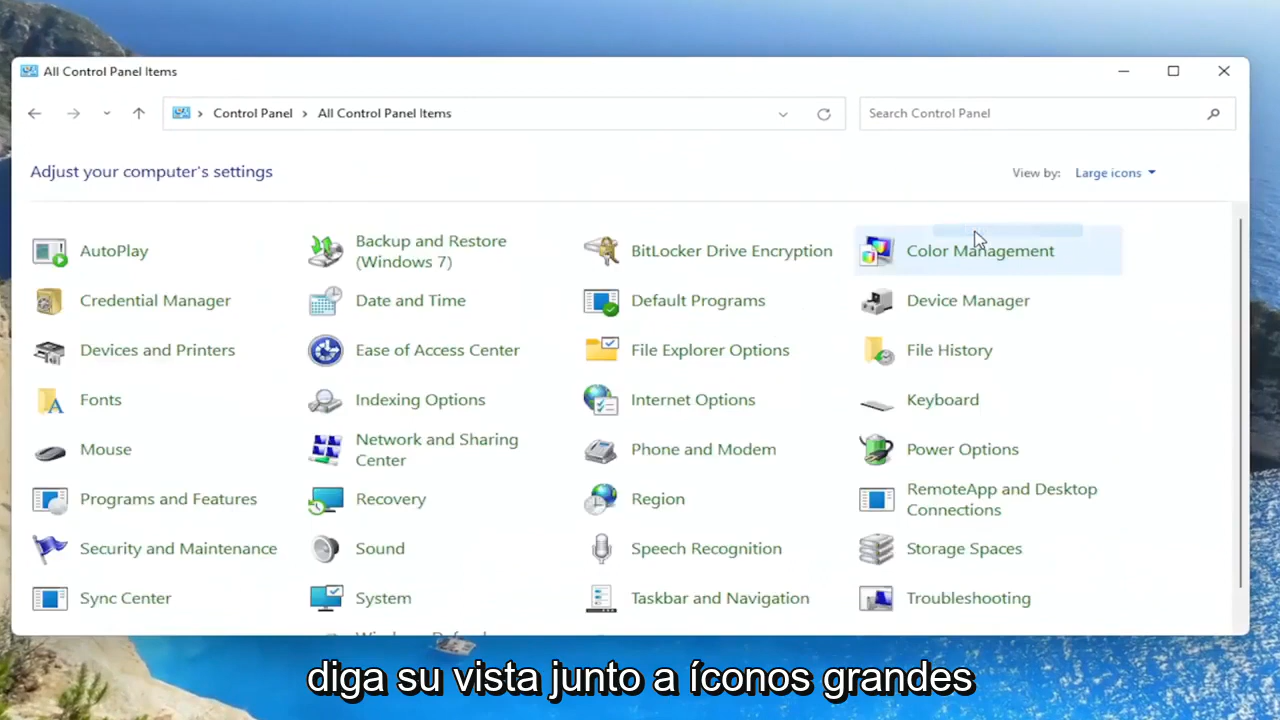 All Control Panel Items
Control Panel
All Control Panel Items
Search Control Panel
Adjust your computer's settings
View by:
Large icons
AutoPlay
Backup and Restore
(Windows 7)
BitLocker Drive Encryption
Color Management
Credential Manager
Date and Time
Default Programs
Device Manager
Devices and Printers
Ease of Access Center
File Explorer Options
File History
Fonts
Indexing Options
Internet Options
Keyboard
Mouse
Network and Sharing
Center
Phone and Modem
Power Options
Programs and Features
Recovery
Region
RemoteApp and Desktop
Connections
Security and Maintenance
Sound
Speech Recognition
Storage Spaces
Sync Center
System
Taskbar and Navigation
Troubleshooting
diga su vista junto a íconos grandes